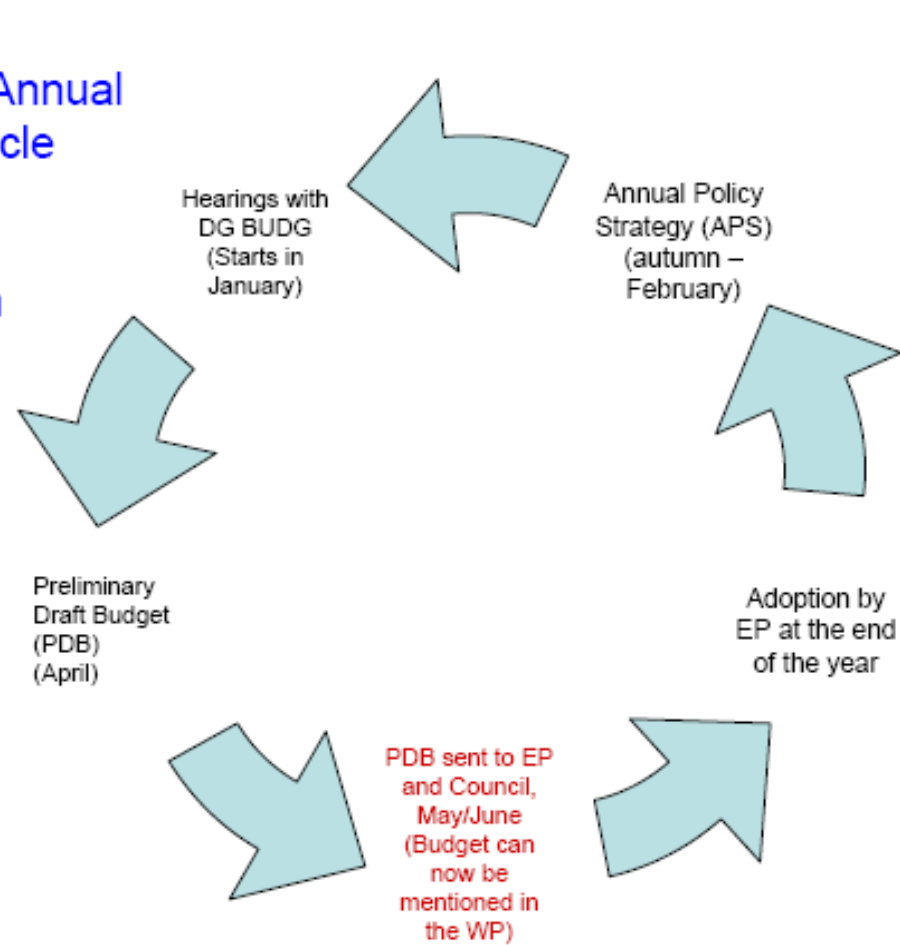 Annual
cle
Annual Policy
Strategy (APS)
(autumn –
February)
Hearings with
DG BUDG
(Starts in
January)
Preliminary
Draft Budget
(PDB)
(April)
PDB sent to EP
and Council,
May/June
(Budget can
now be
mentioned in
the WP)
Adoption by
EP at the end
of the year